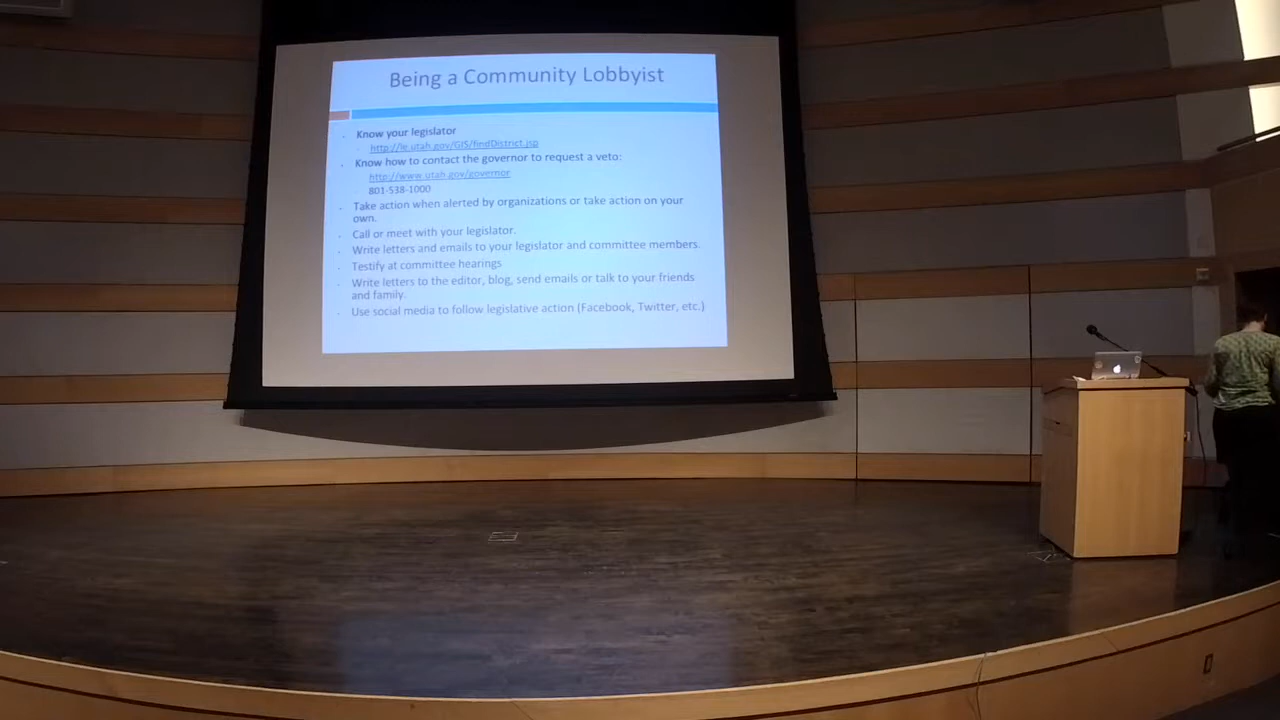 Being a Community Lobbyist
Know your legislator
http://le.utah.gov/GIS/findDistrict.jsp
Know how to contact the governor to request a veto:
http://www.utah.gov/governor
801-538-1000
Take action when alerted by organizations or take action on your
own.
Call or meet with your legislator.
Write letters and emails to your legislator and committee members.
Testify at committee hearings
Write letters to the editor, blog, send emails or talk to your friends
and family.
Use social media to follow legislative action (Facebook, Twitter, etc.)